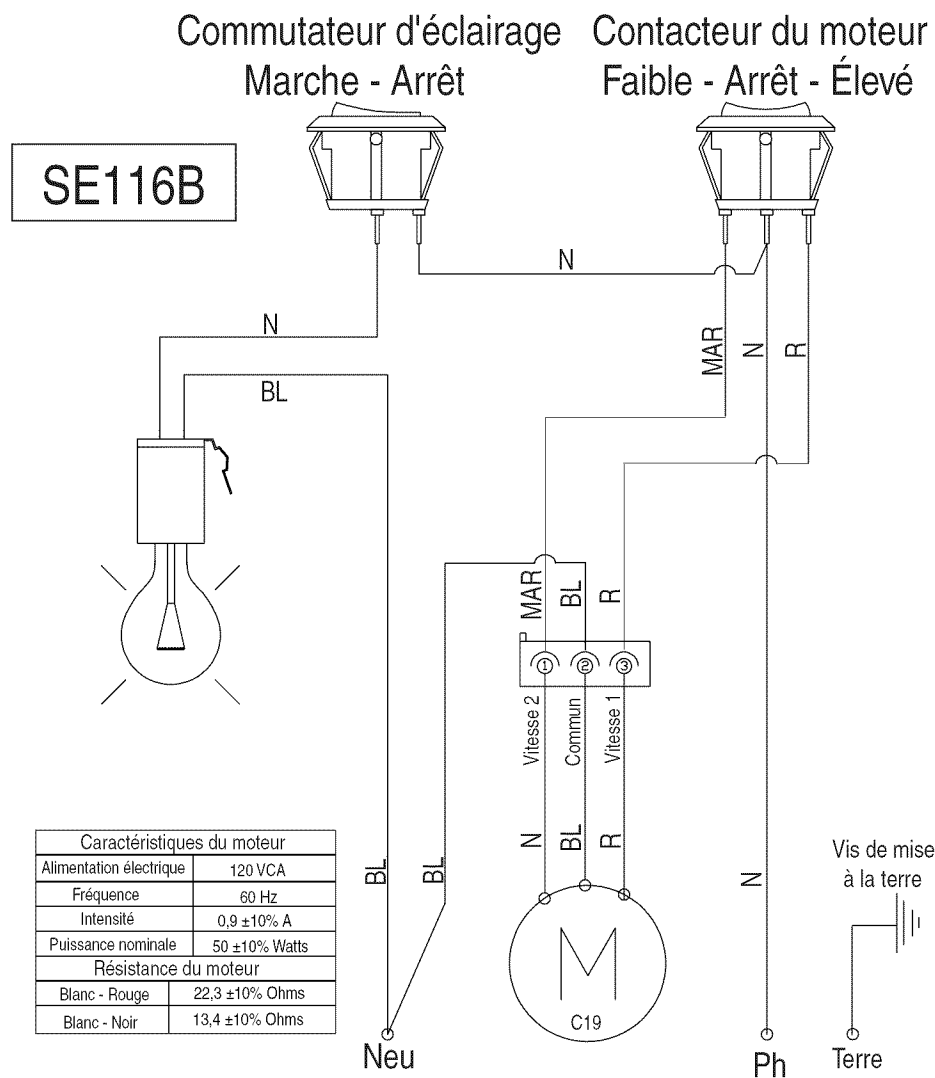 Commutateur d'éclairage
Marche - Arrêt
Contacteur du moteur
Faible - Arrêt - Élevé
SE116B
N
N
BL
MAR
N
R
MAR
BL
R
1
2
3
Vitesse 2
Commun
Vitesse 1
N
BL
R
BL
BL
N
M
C19
Caractéristiques du moteur
Alimentation électrique 120 VCA
Fréquence 60 Hz
Intensité 0,9 ±10% A
Puissance nominale 50 ±10% Watts
Résistance du moteur
Blanc - Rouge 22,3 ±10% Ohms
Blanc - Noir 13,4 ±10% Ohms
Vis de mise
à la terre
Neu
Ph
Terre